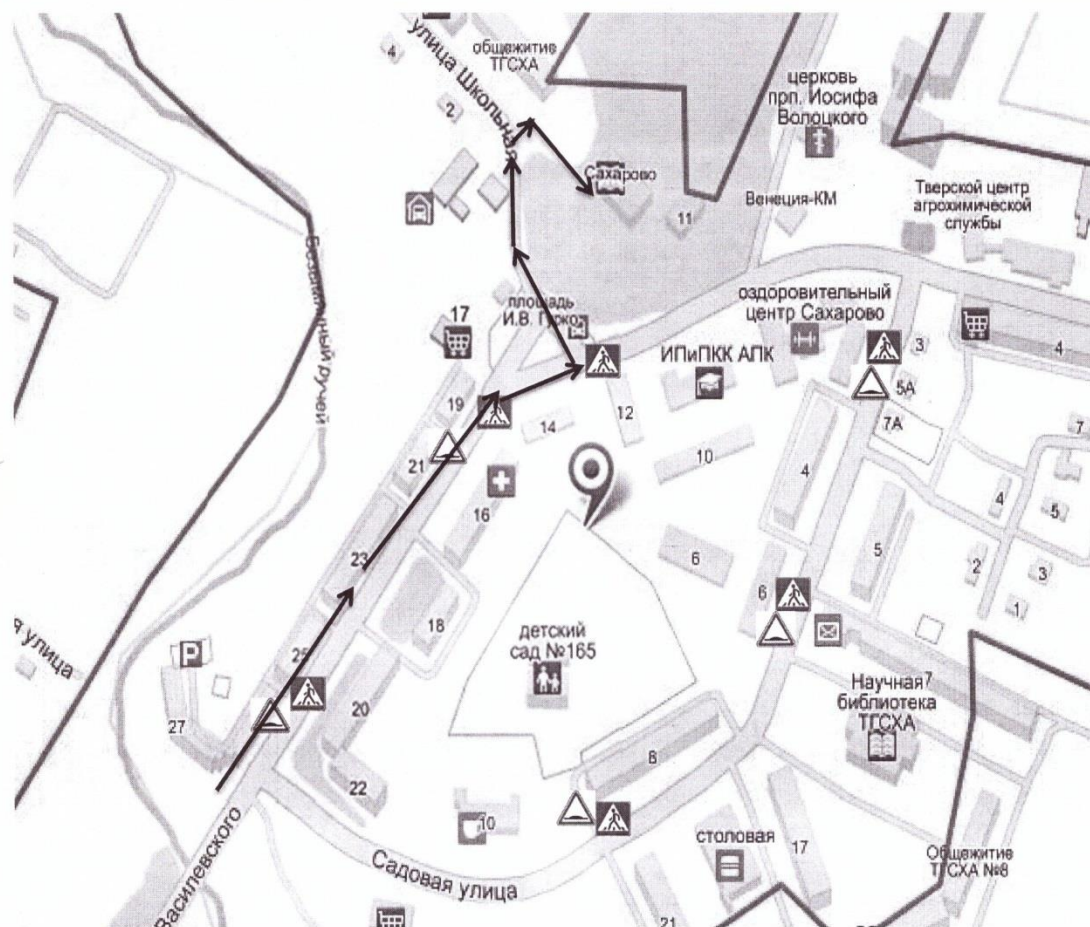 улица Школьная
4
2
общежитие
ТГСХА
церковь
прп. Иосифа
Волоцкого
Сахарово
11
Венеция-КМ
Тверской центр
агрохимической
службы
площадь
И.В. Гурко
17
оздоровительный
центр Сахарово
ИПиПКК АПК
3
4
5А
7А
7
19
14
12
10
21
16
4
4
5
23
6
5
2
3
1
6
18
детский
сад №165
я улица
P
25
27
20
22
8
7
Научная
библиотека
ТГСХА
10
столовая
17
Общежитие
ТГСХА №8
Садовая улица
Василевского
21